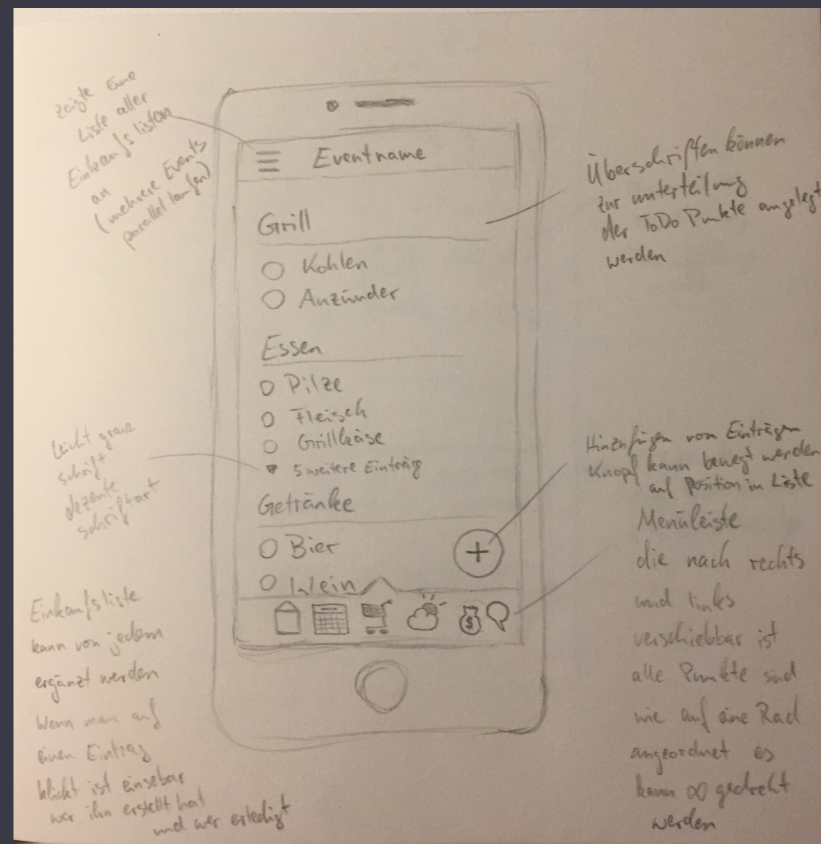 zeigte eine
Liste aller
Einkaufslisten
an
(mehrere Events
parallel laufen)
Eventname
Grill
Kohlen
Anzünder
Essen
Pilze
Fleisch
Grillkäse
5 weitere Einträg
Getränke
Bier
Wein
Überschriften können
zur unterteilung
der ToDo Punkte angelegt
werden
leicht graue
schrift
dezente
schriftart
Hinzufügen von Einträgen
Knopf kann bewegt werden
auf Position in Liste
Menüleiste
die nach rechts
und links
verschiebbar ist
alle Punkte sind
wie auf eine Rad
angeordnet es
kann ∞ gedreht
werden
Einkaufsliste
kann von jedem
ergänzt werden
Wenn man auf
einen Eintrag
klickt ist einsebar
wer ihn erstellt hat
und wer erledigt